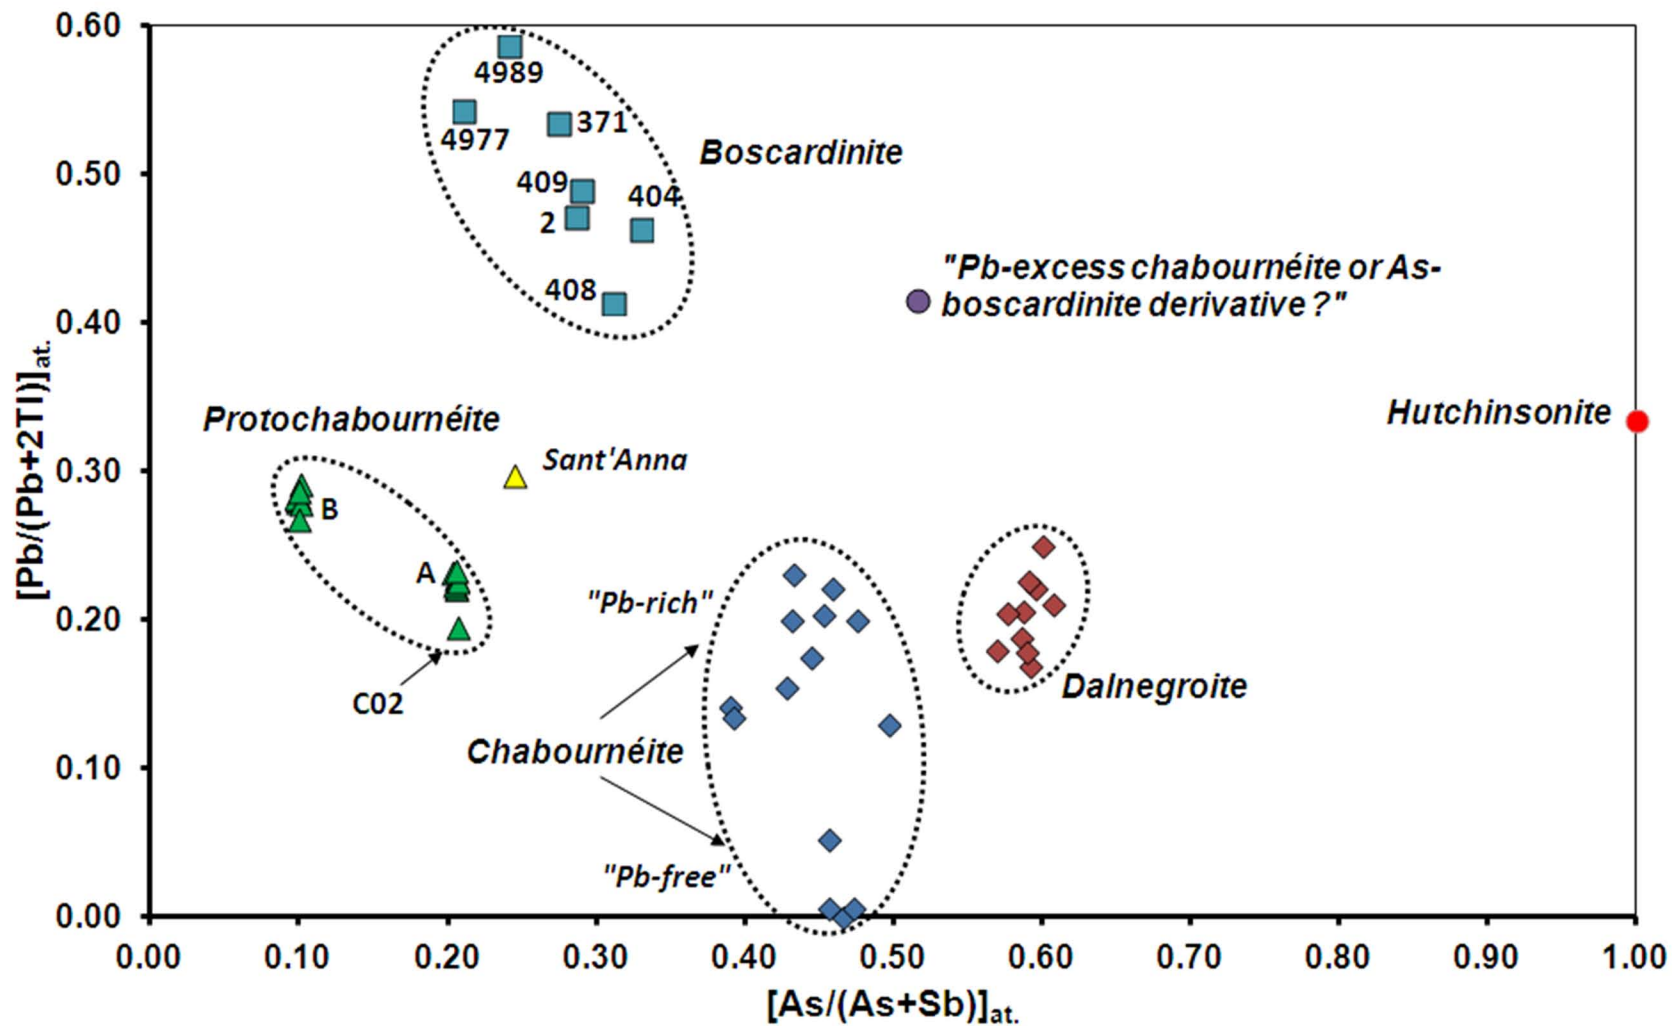 0.60
0.50
0.40
0.30
0.20
0.10
0.00
[Pb/(Pb+2Tl)]at.
4989
4977
371
Boscardinite
409
404
2
408
"Pb-excess chabournéite or As-
boscardinite derivative ?"
Protochabournéite
Hutchinsonite
Sant'Anna
B
A
C02
"Pb-rich"
Dalnegroite
Chabournéite
"Pb-free"
0.00 0.10 0.20 0.30 0.40 0.50 0.60 0.70 0.80 0.90 1.00
[As/(As+Sb)]at.